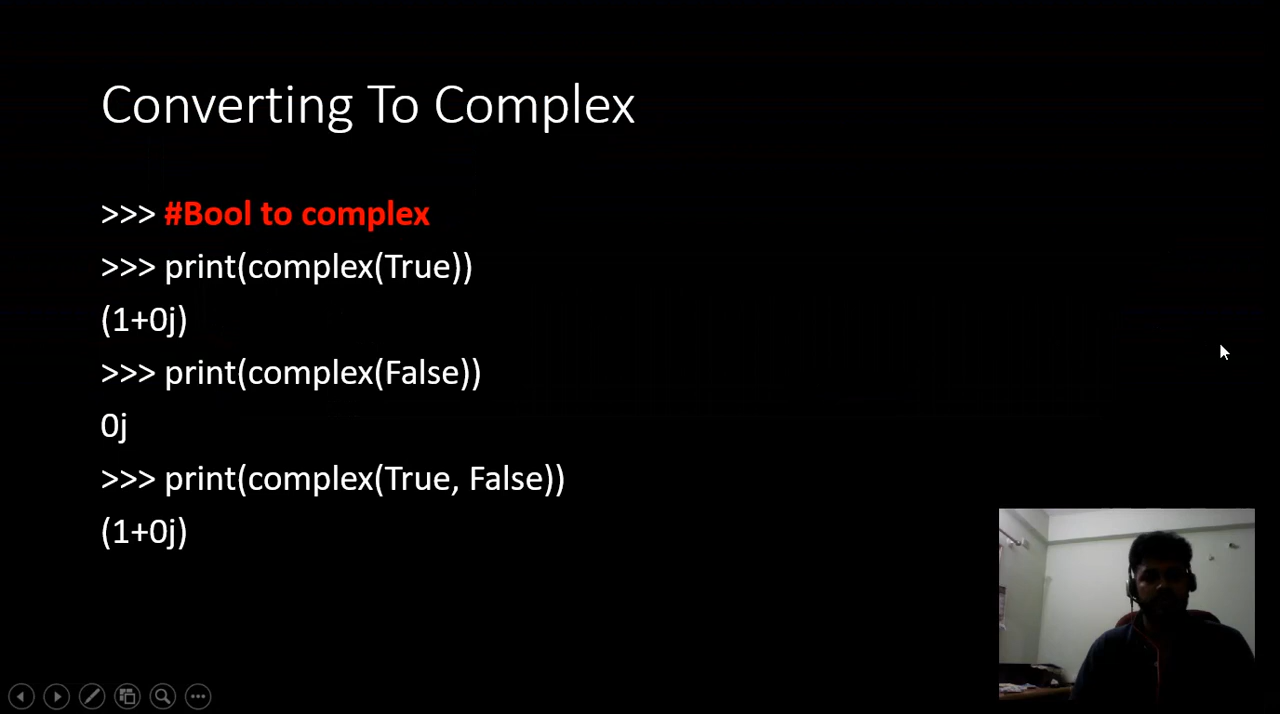 Converting To Complex
>>> #Bool to complex
>>> print(complex(True))
(1+0j)
>>> print(complex(False))
0j
>>> print(complex(True, False))
(1+0j)